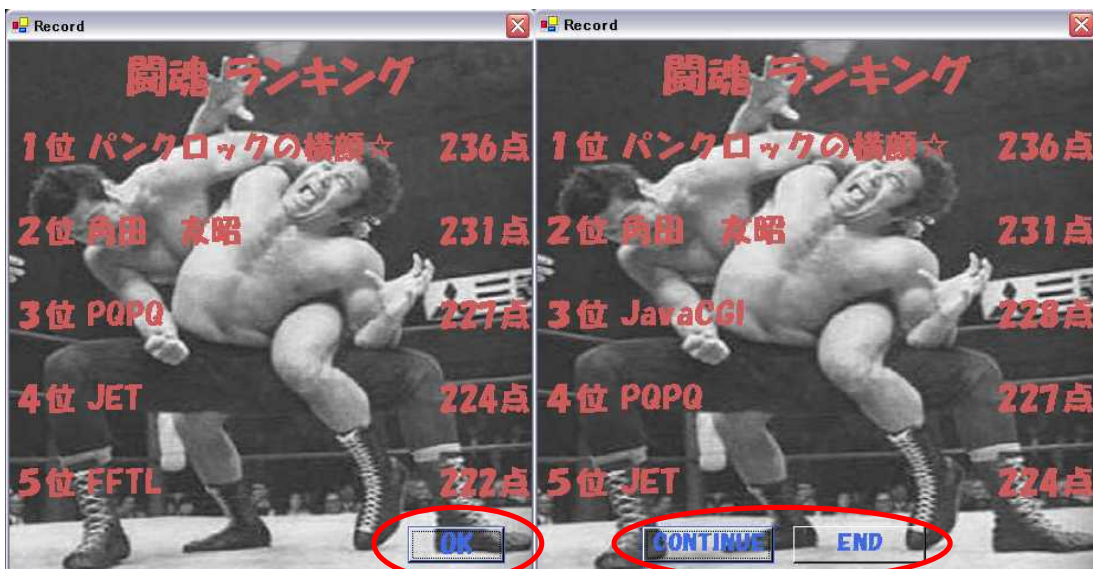 Record
闘魂 ランキング
1位 パンクロックの横顔☆ 236点
2位 角田 友昭 231点
3位 PQPQ 227点
4位 JET 224点
5位 FFTL 222点
OK
Record
闘魂 ランキング
1位 パンクロックの横顔☆ 236点
2位 角田 友昭 231点
3位 JavaCGI 228点
4位 PQPQ 227点
5位 JET 224点
CONTINUE END